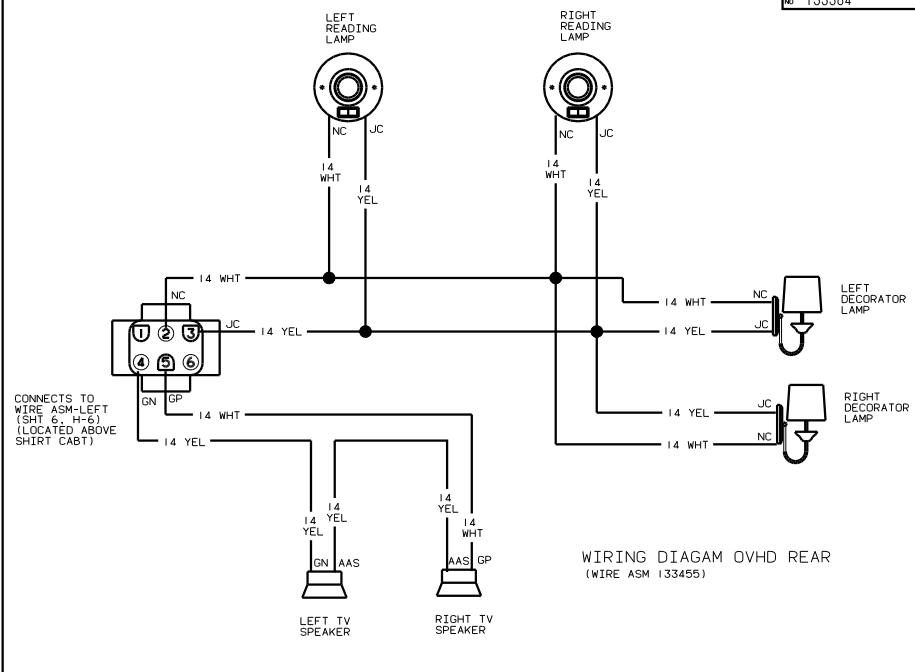 NO 133384
LEFT
READING
LAMP
RIGHT
READING
LAMP
NC
JC
NC
JC
14
WHT
14
YEL
14
WHT
14
YEL
14 WHT
NC
14 WHT
NC
LEFT
DECORATOR
LAMP
JC
14 YEL
14 YEL
JC
1
2
3
4
5
6
CONNECTS TO
WIRE ASM-LEFT
(SHT 6, H-6)
(LOCATED ABOVE
SHIRT CABT)
GN
GP
14 WHT
14 YEL
14 YEL
JC
RIGHT
DECORATOR
LAMP
14 WHT
NC
14
YEL
14
YEL
14
YEL
14
WHT
GN
AAS
AAS
GP
LEFT TV
SPEAKER
RIGHT TV
SPEAKER
WIRING DIAGAM OVHD REAR
(WIRE ASM 133455)